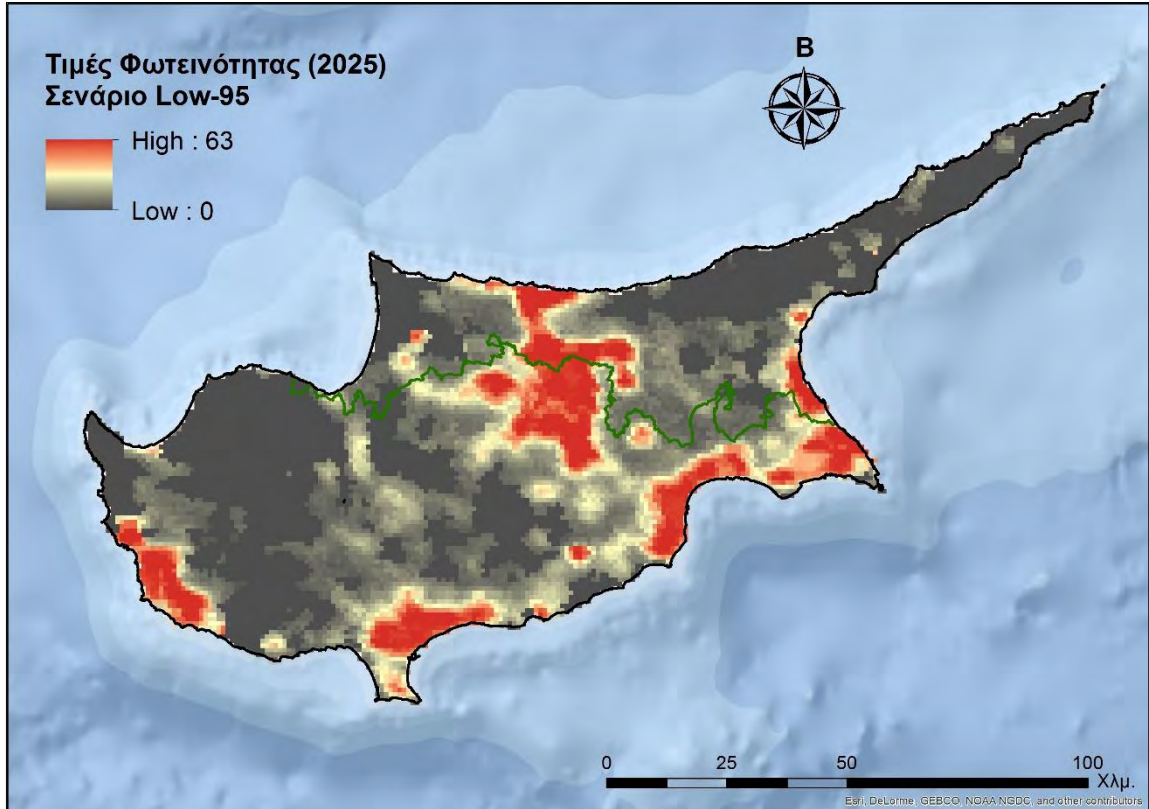 Τιμές Φωτεινότητας (2025)
Σενάριο Low-95
High : 63
Low : 0
Β
0 25 50 100
Χλμ.
Esri, DeLorme, GEBCO, NOAA NGDC, and other contributors